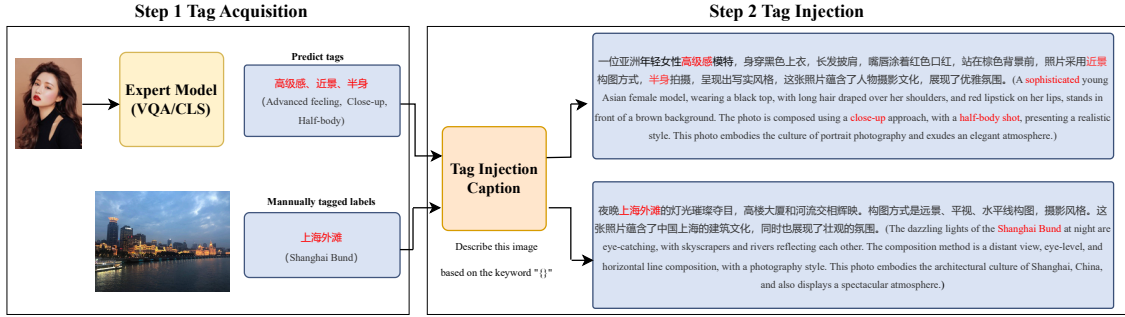 Step 1 Tag Acquisition
Step 2 Tag Injection
Expert Model
(VQA/CLS)
Predict tags
高级感、近景、半身
(Advanced feeling, Close-up,
Half-body)
Mannually tagged labels
上海外滩
(Shanghai Bund)
Tag Injection
Caption
Describe this image
based on the keyword "{}"
一位亚洲年轻女性高级感模特，身穿黑色上衣，长发披肩，嘴唇涂着红色口红，站在棕色背景前，照片采用近景
构图方式，半身拍摄，呈现出写实风格，这张照片蕴含了人物摄影文化，展现了优雅氛围。(A sophisticated young
Asian female model, wearing a black top, with long hair draped over her shoulders, and red lipstick on her lips, stands in
front of a brown background. The photo is composed using a close-up approach, with a half-body shot, presenting a realistic
style. This photo embodies the culture of portrait photography and exudes an elegant atmosphere.)
夜晚上海外滩的灯光璀璨夺目，高楼大厦和河流交相辉映。构图方式是远景、平视、水平线构图，摄影风格。这
张照片蕴含了中国上海的建筑文化，同时也展现了壮观的氛围。(The dazzling lights of the Shanghai Bund at night are
eye-catching, with skyscrapers and rivers reflecting each other. The composition method is a distant view, eye-level, and
horizontal line composition, with a photography style. This photo embodies the architectural culture of Shanghai, China,
and also displays a spectacular atmosphere.)